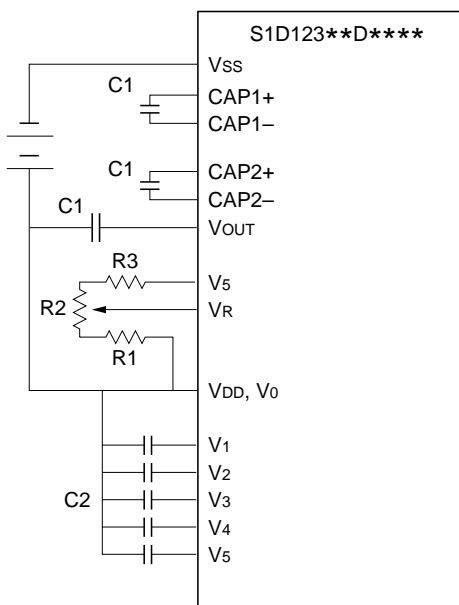 S1D123**D****
VSS
C1
CAP1+
CAP1–
C1
CAP2+
CAP2–
C1
VOUT
R3
V5
R2
VR
R1
VDD, V0
V1
V2
C2
V3
V4
V5